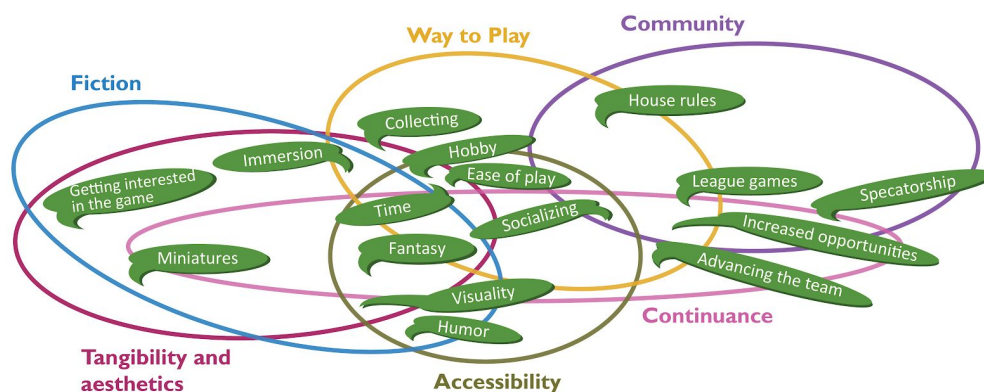 Community
Way to Play
Fiction
House rules
Collecting
Hobby
Immersion
Ease of play
Getting interested
in the game
League games
Specatorship
Time
Socializing
Increased opportunities
Fantasy
Miniatures
Advancing the team
Visuality
Humor
Continuance
Tangibility and
aesthetics
Accessibility